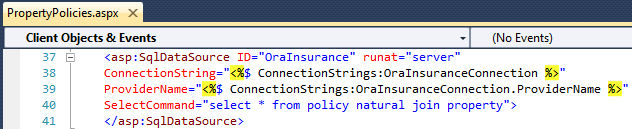 PropertyPolicies.aspx
Client Objects & Events (No Events)
37 <asp:SqlDataSource ID="OraInsurance" runat="server"
38 ConnectionString="<%$ ConnectionStrings:OraInsuranceConnection %>"
39 ProviderName="<%$ ConnectionStrings:OraInsuranceConnection.ProviderName %>"
40 SelectCommand="select * from policy natural join property">
41 </asp:SqlDataSource>